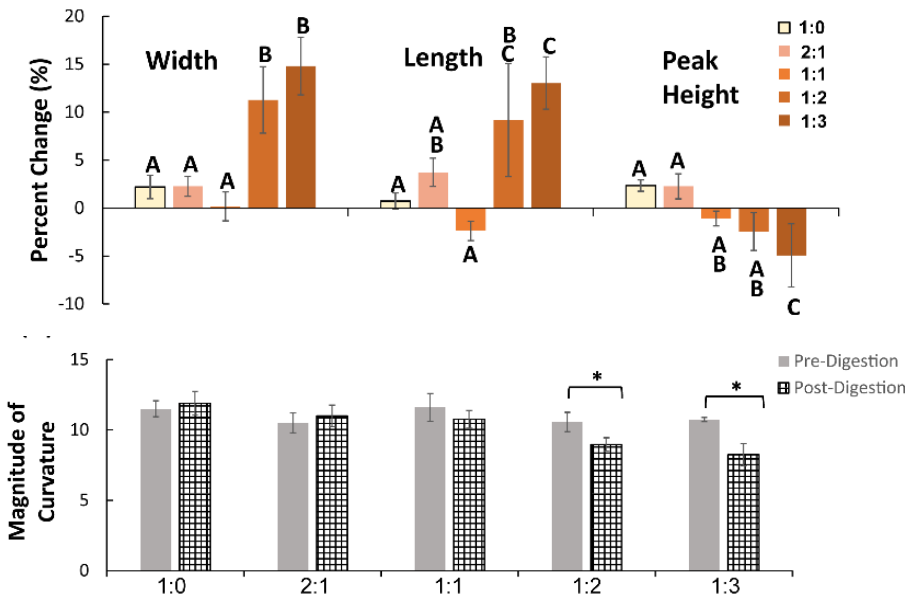 20
15
10
5
0
-5
-10
Percent Change (%)
Width
Length
Peak
Height
A
A
A
B
B
A
A
B
A
B
C
C
A
A
A
B
A
B
C
1:0
2:1
1:1
1:2
1:3
15
10
5
0
Magnitude of
Curvature
*
*
Pre-Digestion
Post-Digestion
1:0
2:1
1:1
1:2
1:3